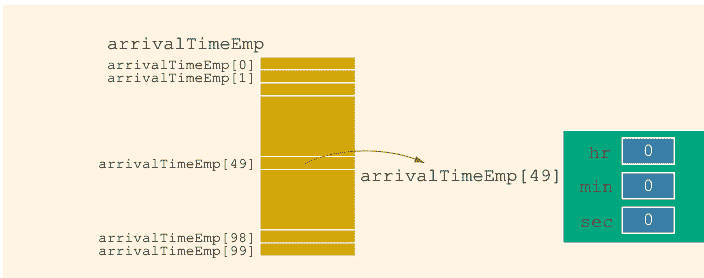 arrivalTimeEmp
arrivalTimeEmp[0]
arrivalTimeEmp[1]
arrivalTimeEmp[49]
arrivalTimeEmp[49]
hr 0
min 0
sec 0
arrivalTimeEmp[98]
arrivalTimeEmp[99]